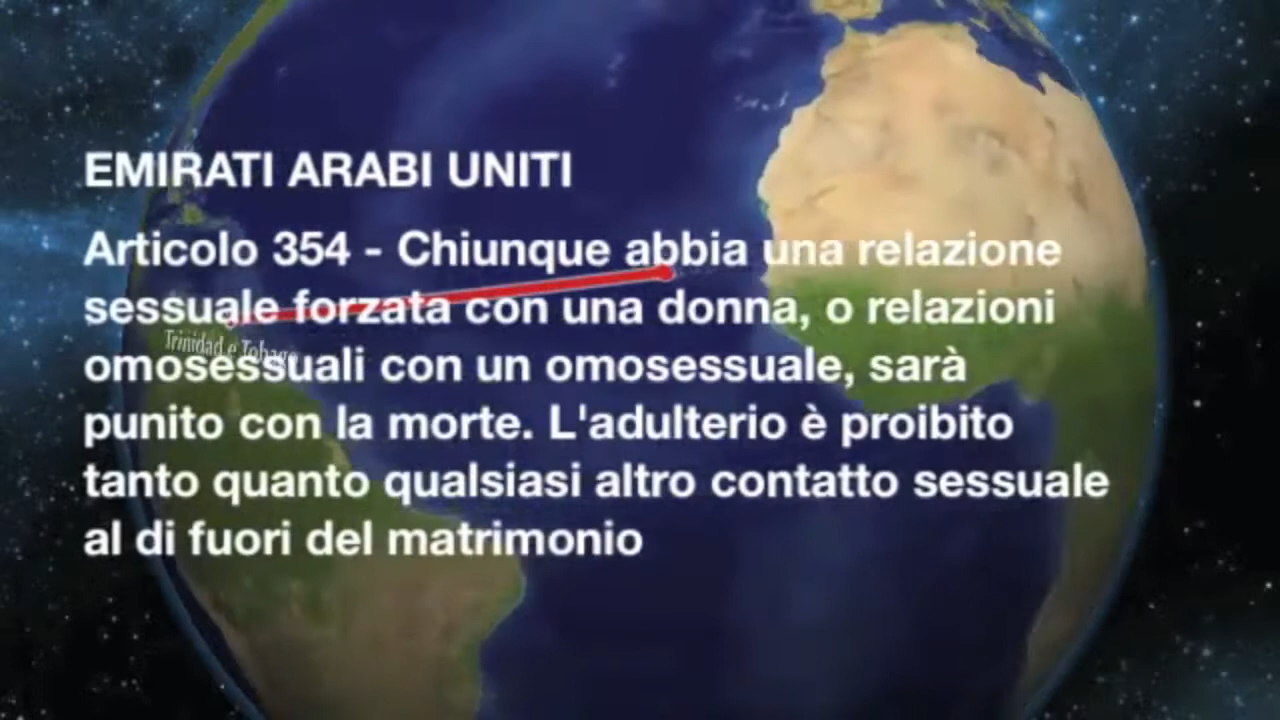 EMIRATI ARABI UNITI
Articolo 354 - Chiunque abbia una relazione
sessuale forzata con una donna, o relazioni
Trinidad e Tobago
omosessuali con un omosessuale, sarà
punito con la morte. L'adulterio è proibito
tanto quanto qualsiasi altro contatto sessuale
al di fuori del matrimonio